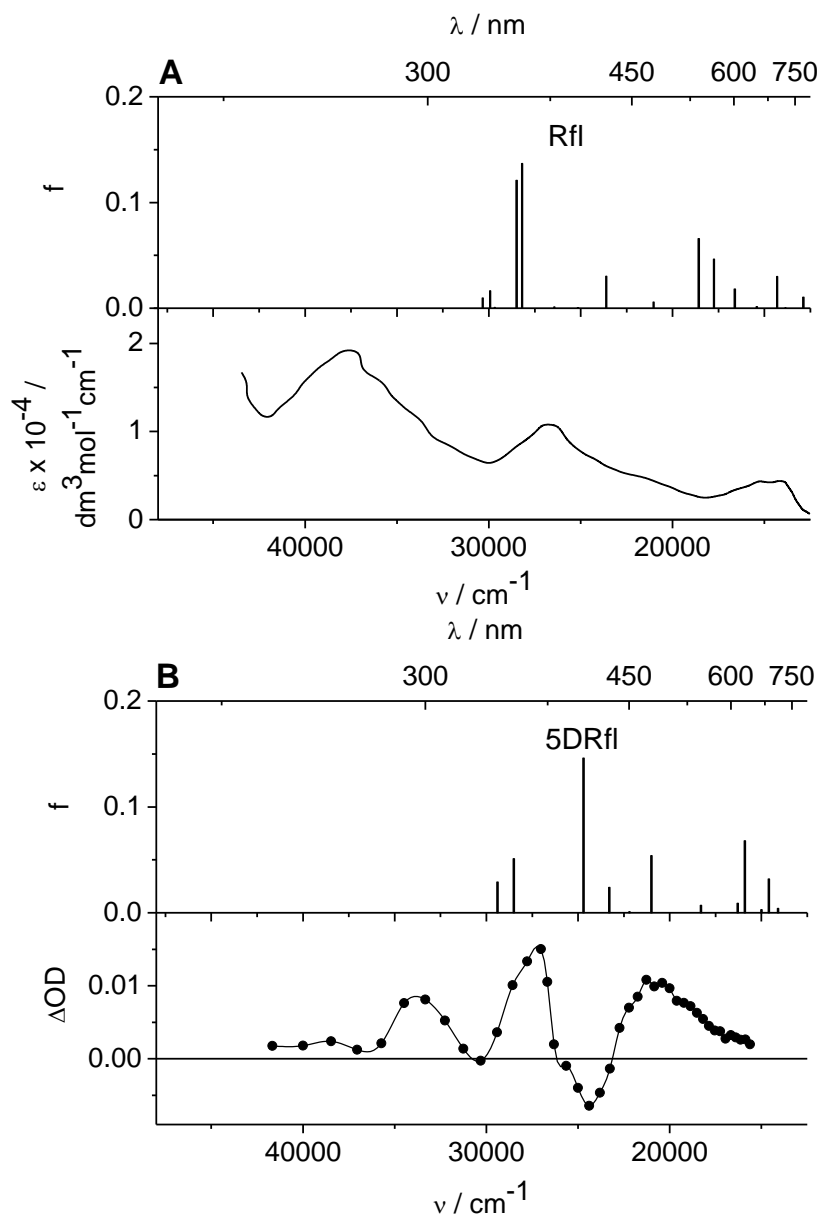 λ / nm
A 300 450 600 750
0.2
Rfl
f
0.1
0.0
2
ε x 10-4 /
dm3mol-1cm-1
1
0
40000 30000 20000
ν / cm-1
λ / nm
B 300 450 600 750
0.2
5DRfl
f
0.1
0.0
ΔOD
0.01
0.00
40000 30000 20000
ν / cm-1